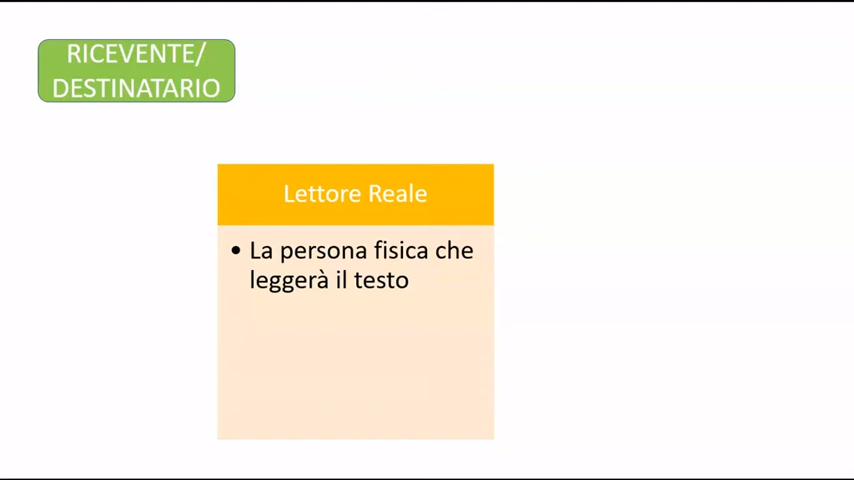 RICEVENTE/
DESTINATARIO
Lettore Reale
• La persona fisica che
leggerà il testo